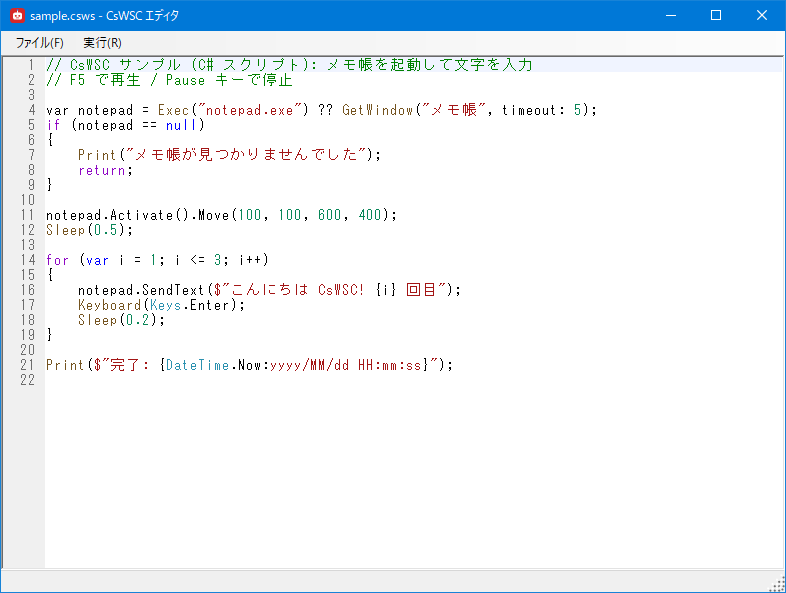 sample.csws - CsWSC エディタ
ファイル(F) 実行(R)
1 // CsWSC サンプル (C# スクリプト): メモ帳を起動して文字を入力
2 // F5 で再生 / Pause キーで停止
3
4 var notepad = Exec("notepad.exe") ?? GetWindow("メモ帳", timeout: 5);
5 if (notepad == null)
6 {
7     Print("メモ帳が見つかりませんでした");
8     return;
9 }
10
11 notepad.Activate().Move(100, 100, 600, 400);
12 Sleep(0.5);
13
14 for (var i = 1; i <= 3; i++)
15 {
16     notepad.SendText($"こんにちは CsWSC! {i} 回目");
17     Keyboard(Keys.Enter);
18     Sleep(0.2);
19 }
20
21 Print($"完了: {DateTime.Now:yyyy/MM/dd HH:mm:ss}");
22